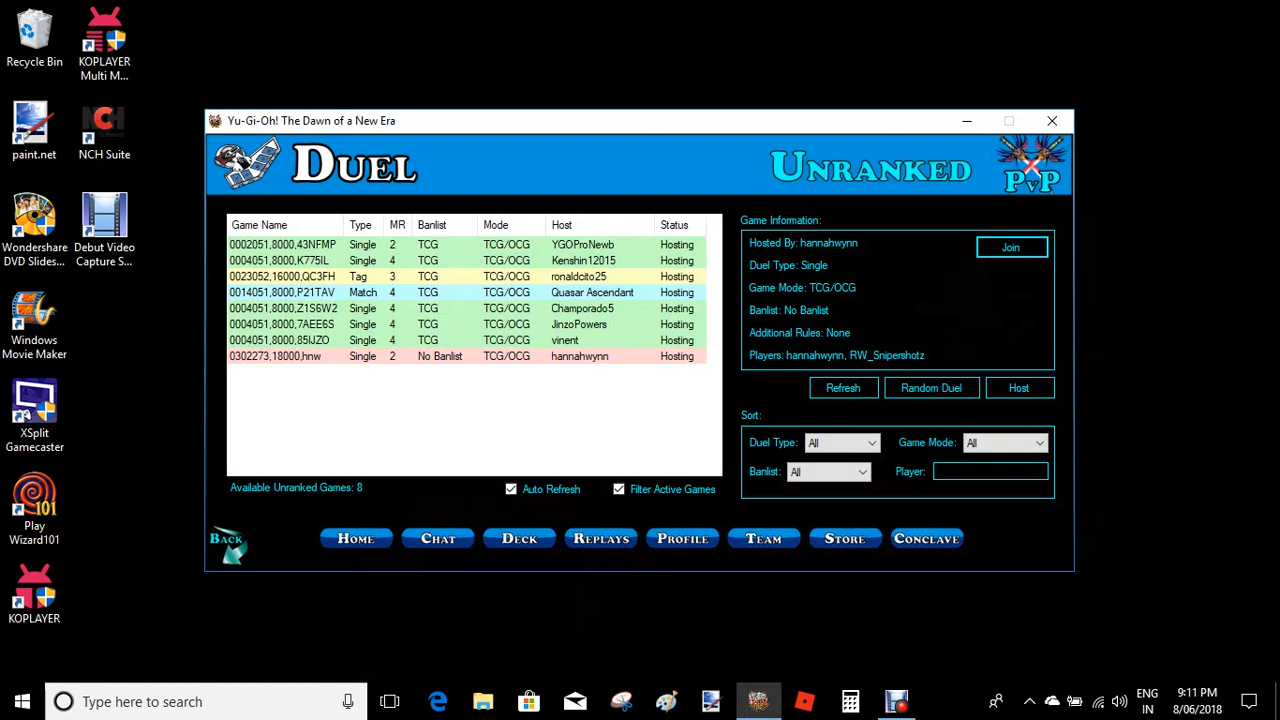 Recycle Bin
KOPLAYER
Multi M...
paint.net
NCH Suite
Wondershare
DVD Slides...
Debut Video
Capture S...
Windows
Movie Maker
XSplit
Gamecaster
Play
Wizard101
KOPLAYER
Yu-Gi-Oh! The Dawn of a New Era
DUEL
UNRANKED
PVP
Game Name Type MR Banlist Mode Host Status
0002051,8000,43NFMP Single 2 TCG TCG/OCG YGOProNewb Hosting
0004051,8000,K775IL Single 4 TCG TCG/OCG Kenshin12015 Hosting
0023052,16000,QC3FH Tag 3 TCG TCG/OCG ronaldcito25 Hosting
0014051,8000,P21TAV Match 4 TCG TCG/OCG Quasar Ascendant Hosting
0004051,8000,Z1S6W2 Single 4 TCG TCG/OCG Champorado5 Hosting
0004051,8000,7AEE6S Single 4 TCG TCG/OCG JinzoPowers Hosting
0004051,8000,85IJZO Single 4 TCG TCG/OCG vinent Hosting
0302273,18000,hnw Single 2 No Banlist TCG/OCG hannahwynn Hosting
Available Unranked Games: 8
Auto Refresh
Filter Active Games
Game Information:
Hosted By: hannahwynn
Join
Duel Type: Single
Game Mode: TCG/OCG
Banlist: No Banlist
Additional Rules: None
Players: hannahwynn, RW_Snipershotz
Refresh
Random Duel
Host
Sort:
Duel Type: All
Game Mode: All
Banlist: All
Player:
BACK
HOME
CHAT
DECK
REPLAYS
PROFILE
TEAM
STORE
CONCLAVE
Type here to search
ENG
IN
9:11 PM
8/06/2018